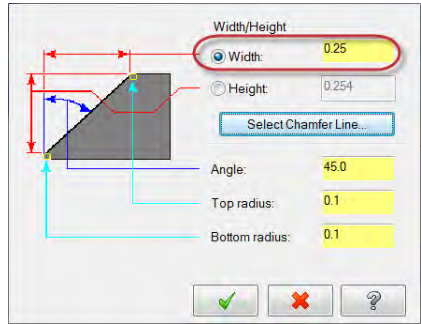 Width/Height
Width: 0.25
Height: 0.254
Select Chamfer Line...
Angle: 45.0
Top radius: 0.1
Bottom radius: 0.1
?